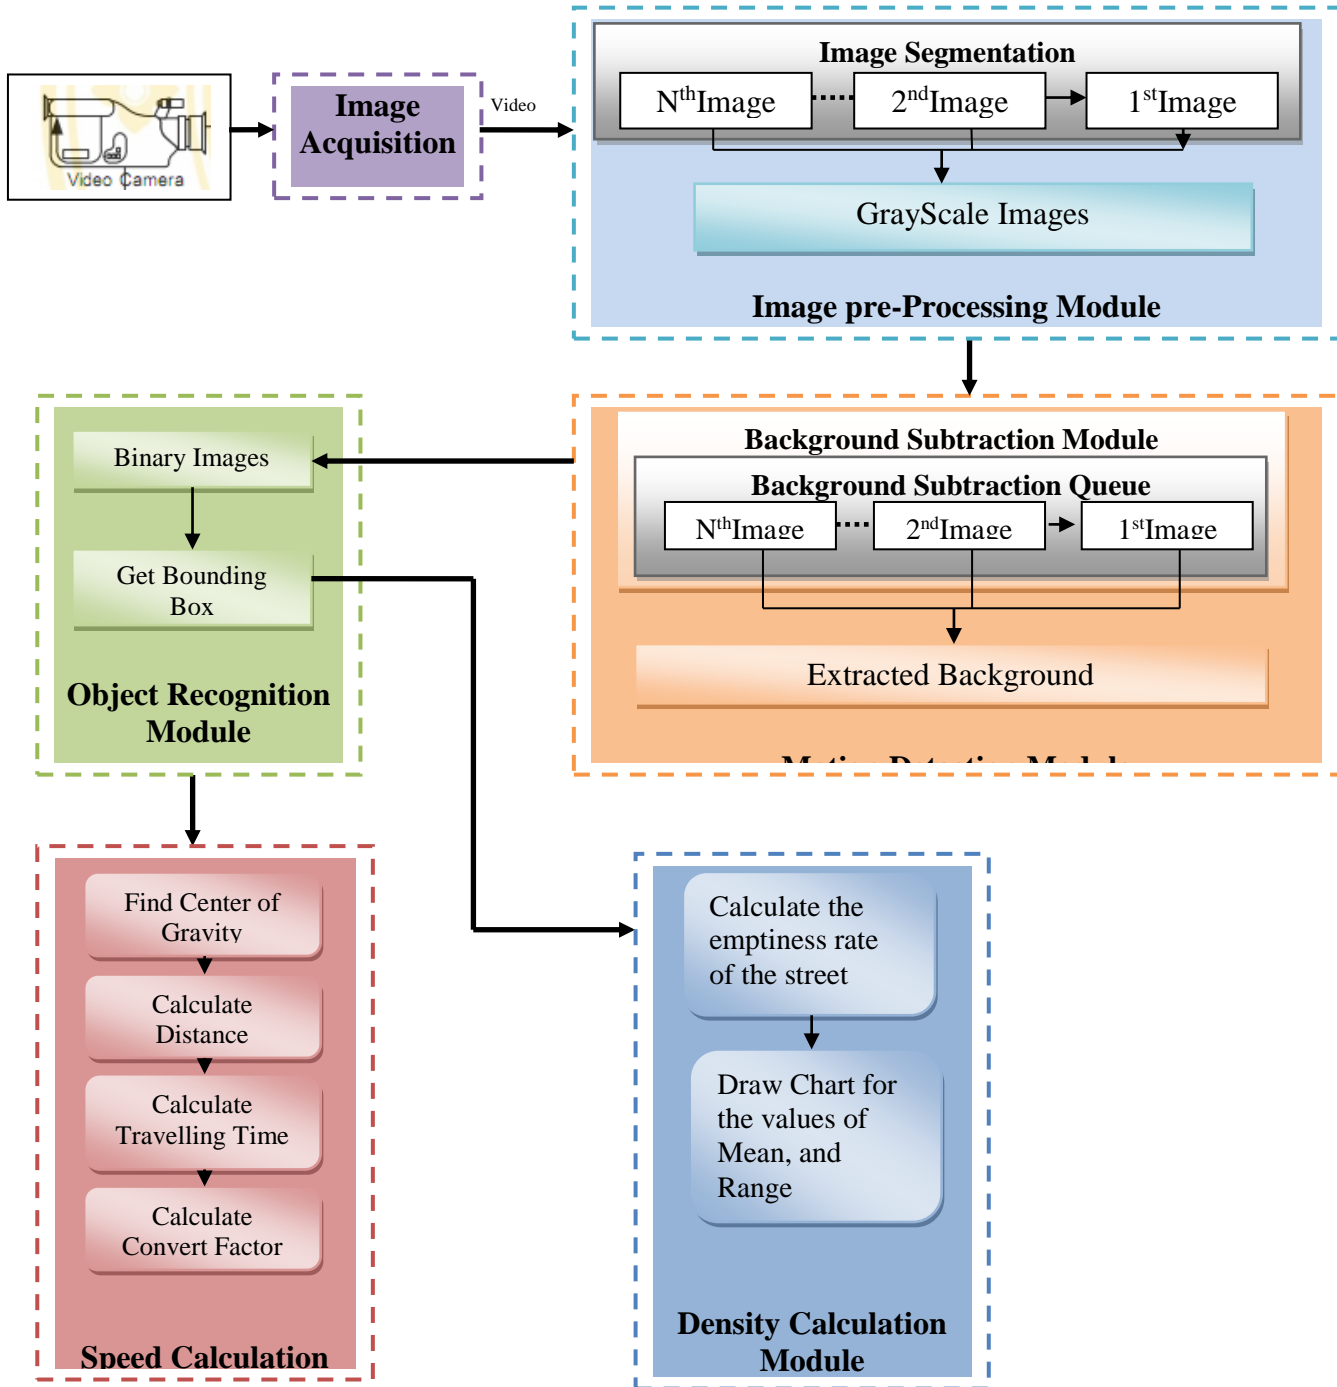 Video Camera
Image
Acquisition
Video
Image Segmentation
NthImage
2ndImage
1stImage
GrayScale Images
Image pre-Processing Module
Background Subtraction Module
Background Subtraction Queue
NthImage
2ndImage
1stImage
Extracted Background
Motion Detection Module
Binary Images
Get Bounding
Box
Object Recognition
Module
Find Center of
Gravity
Calculate
Distance
Calculate
Travelling Time
Calculate
Convert Factor
Speed Calculation
Calculate the
emptiness rate
of the street
Draw Chart for
the values of
Mean, and
Range
Density Calculation
Module